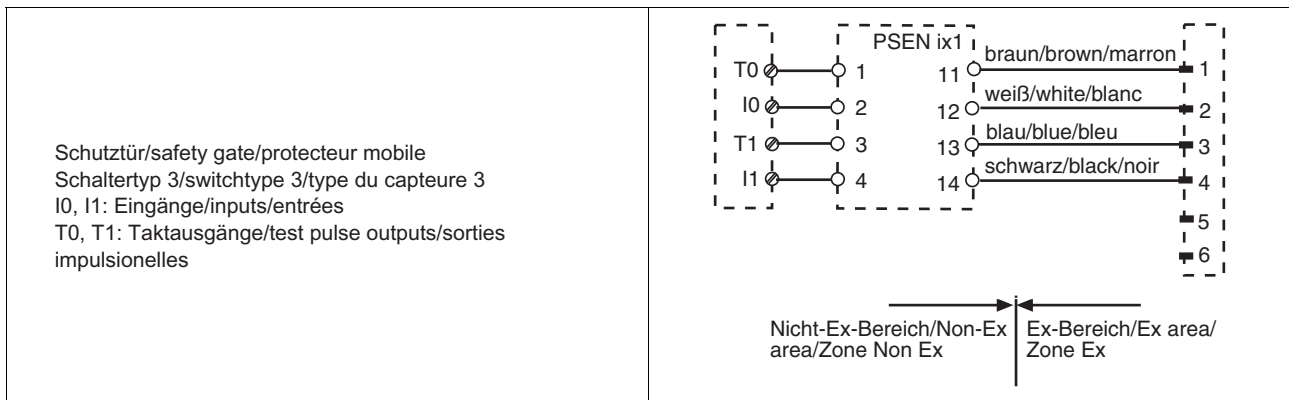 Schutztür/safety gate/protecteur mobile
Schaltertyp 3/switchtype 3/type du capteure 3
I0, I1: Eingänge/inputs/entrées
T0, T1: Taktausgänge/test pulse outputs/sorties
impulsionelles
PSEN ix1
T0 1 11 braun/brown/marron 1
I0 2 12 weiß/white/blanc 2
T1 3 13 blau/blue/bleu 3
I1 4 14 schwarz/black/noir 4
5
6
Nicht-Ex-Bereich/Non-Ex
area/Zone Non Ex
Ex-Bereich/Ex area/
Zone Ex